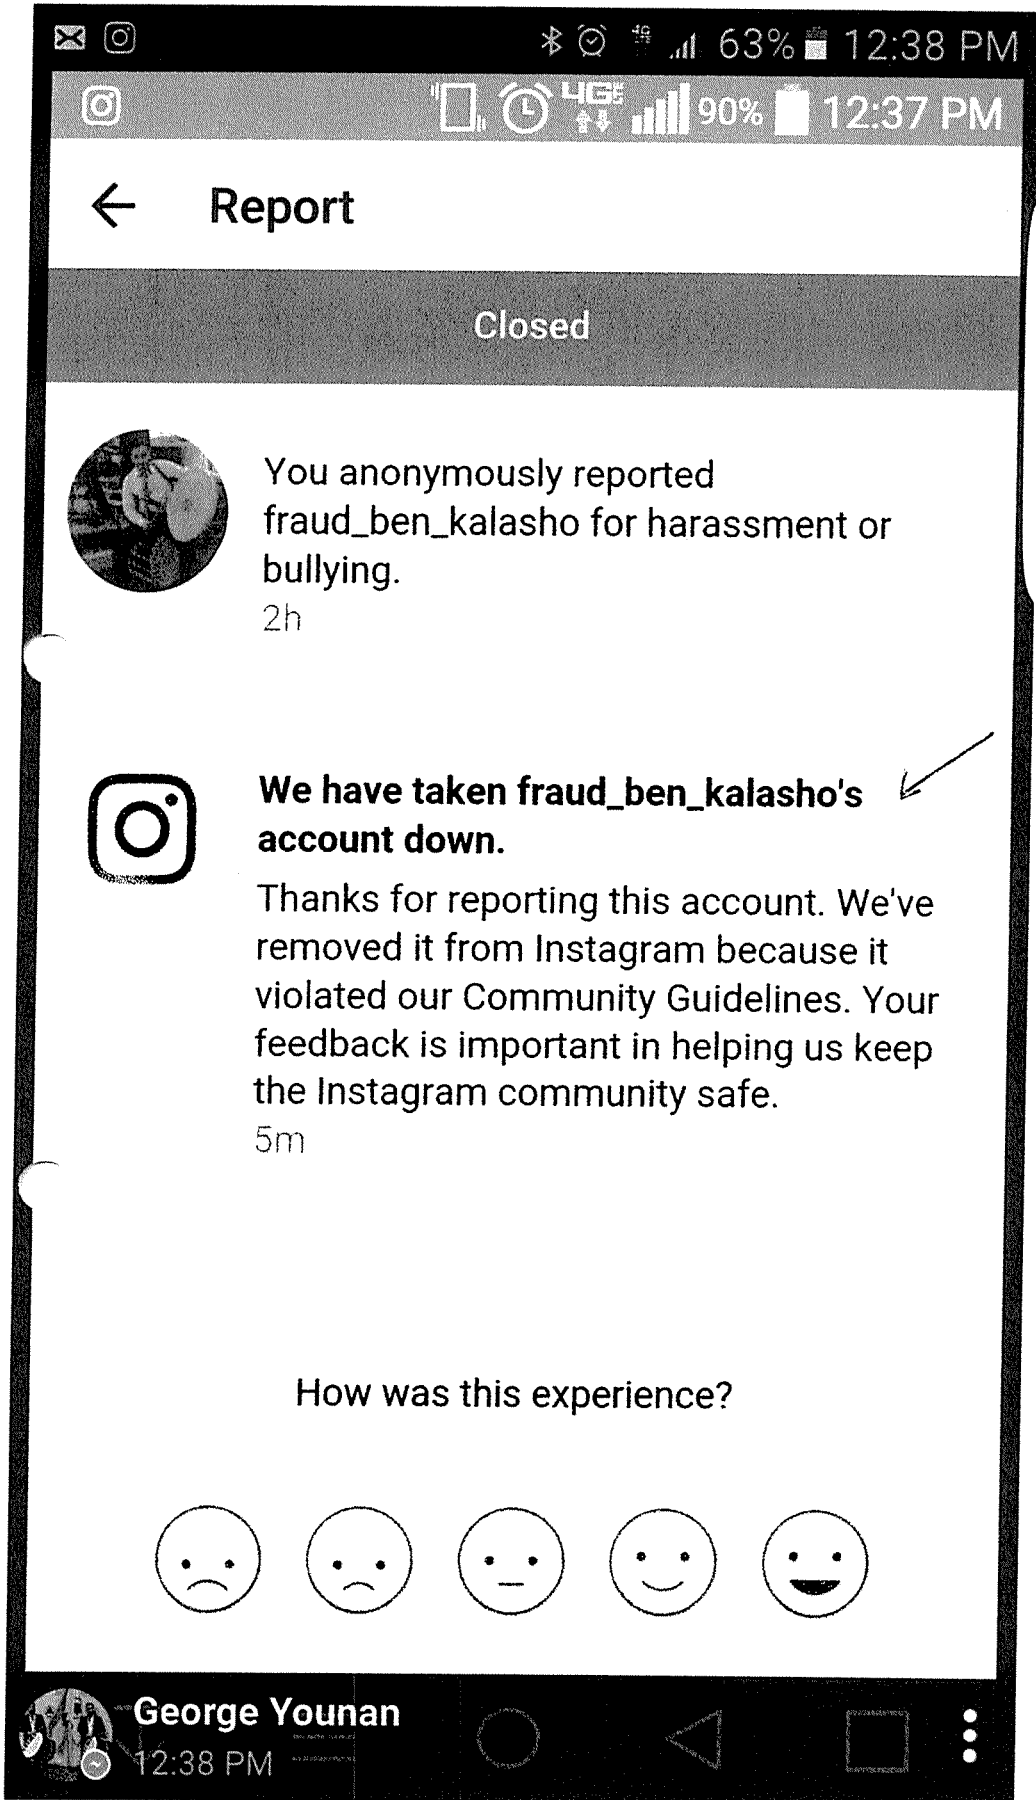 63% 12:38 PM
4G 90% 12:37 PM
Report
Closed
You anonymously reported
fraud_ben_kalasho for harassment or
bullying.
2h
We have taken fraud_ben_kalasho's
account down.
Thanks for reporting this account. We've
removed it from Instagram because it
violated our Community Guidelines. Your
feedback is important in helping us keep
the Instagram community safe.
5m
How was this experience?
George Younan
12:38 PM